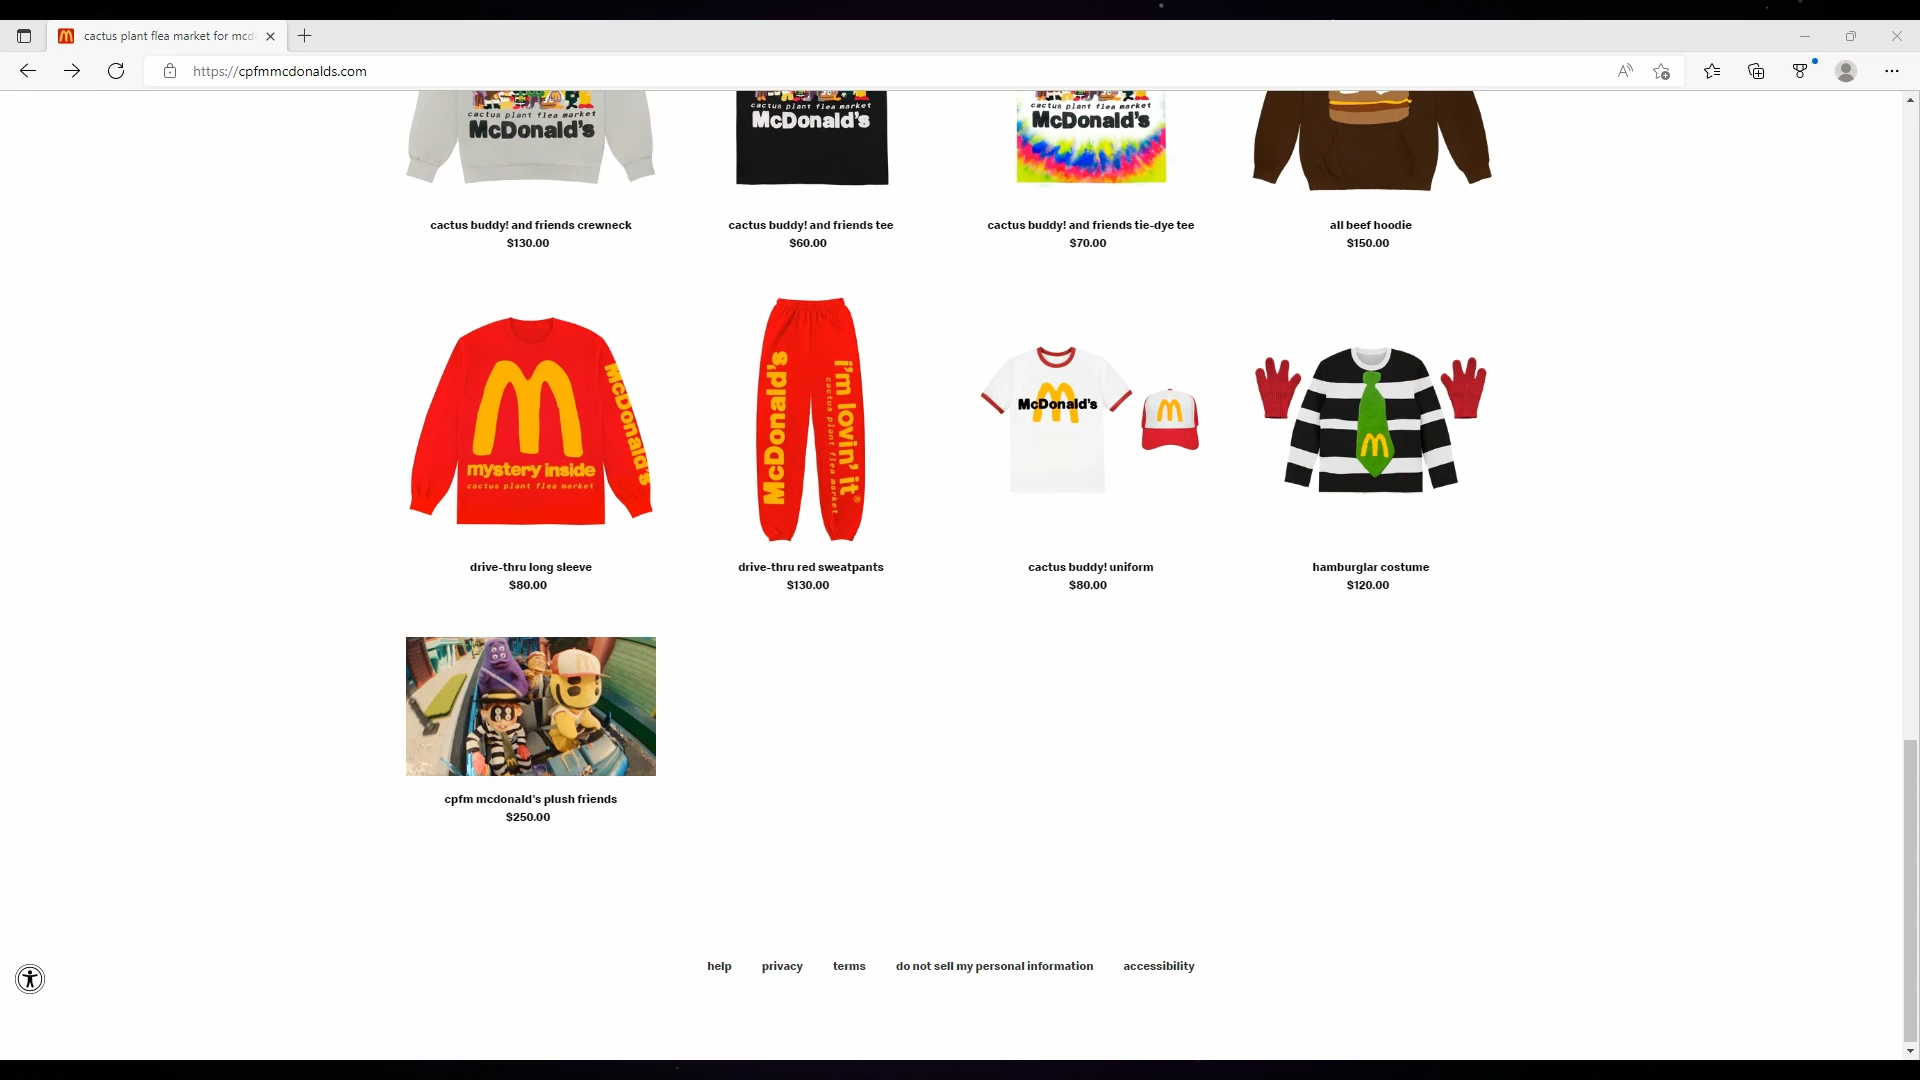 cactus plant flea market for mcd
https://cpfmmcdonalds.com
cactus plant flea market
McDonald's
cactus plant flea market
McDonald's
cactus plant flea market
McDonald's
cactus buddy! and friends crewneck
$130.00
cactus buddy! and friends tee
$60.00
cactus buddy! and friends tie-dye tee
$70.00
all beef hoodie
$150.00
McDonald's
mystery inside
cactus plant flea market
McDonald's
i'm lovin' it®
cactus plant flea market
McDonald's
drive-thru long sleeve
$80.00
drive-thru red sweatpants
$130.00
cactus buddy! uniform
$80.00
hamburglar costume
$120.00
cpfm mcdonald's plush friends
$250.00
help privacy terms do not sell my personal information accessibility